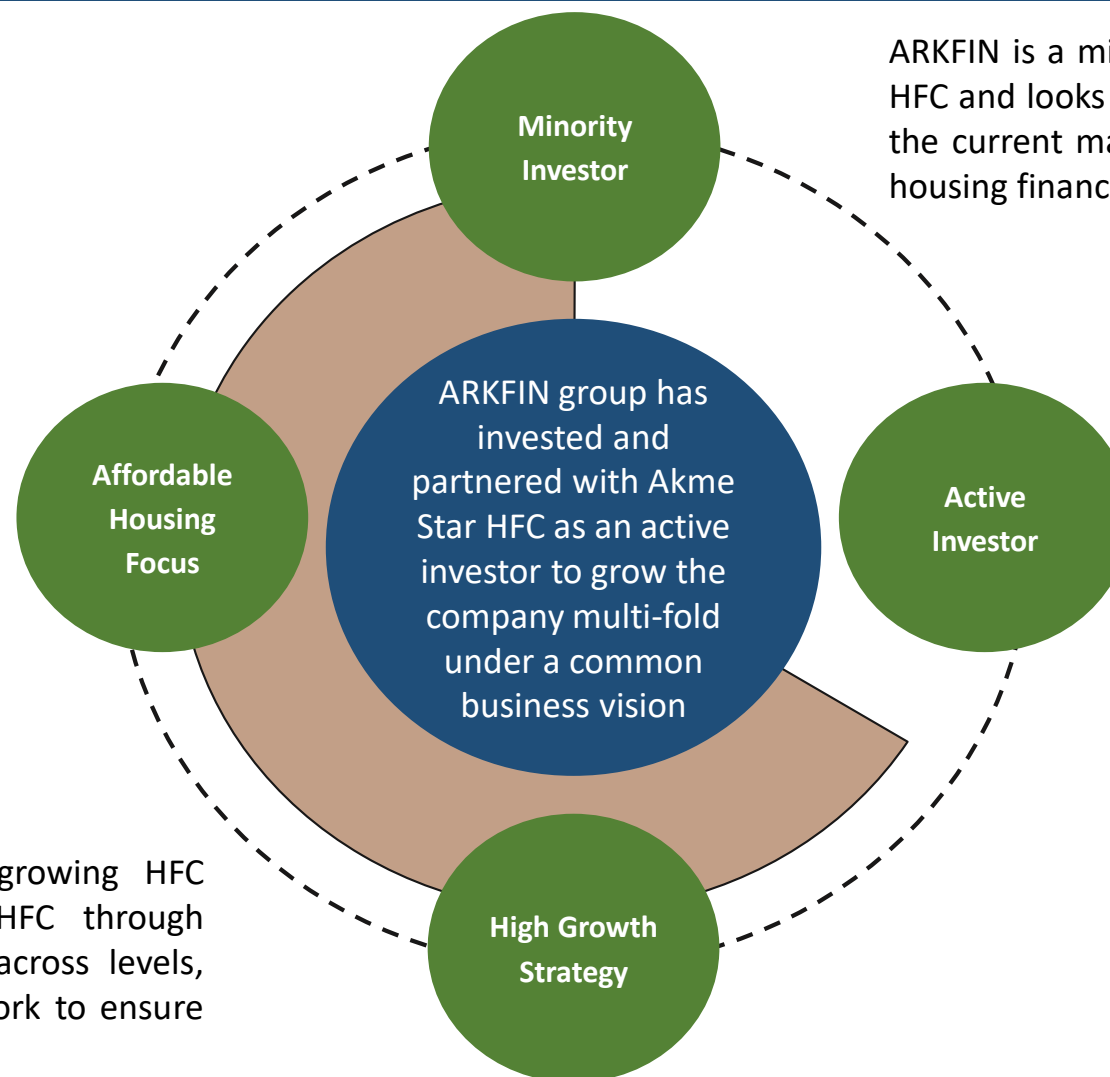 ARKFIN is a mi
HFC and looks
the current ma
housing financ
Minority
Investor
ARKFIN group has
invested and
partnered with Akme
Star HFC as an active
investor to grow the
company multi-fold
under a common
business vision
Affordable
Housing
Focus
Active
Investor
growing HFC
HFC through
across levels,
ork to ensure
High Growth
Strategy